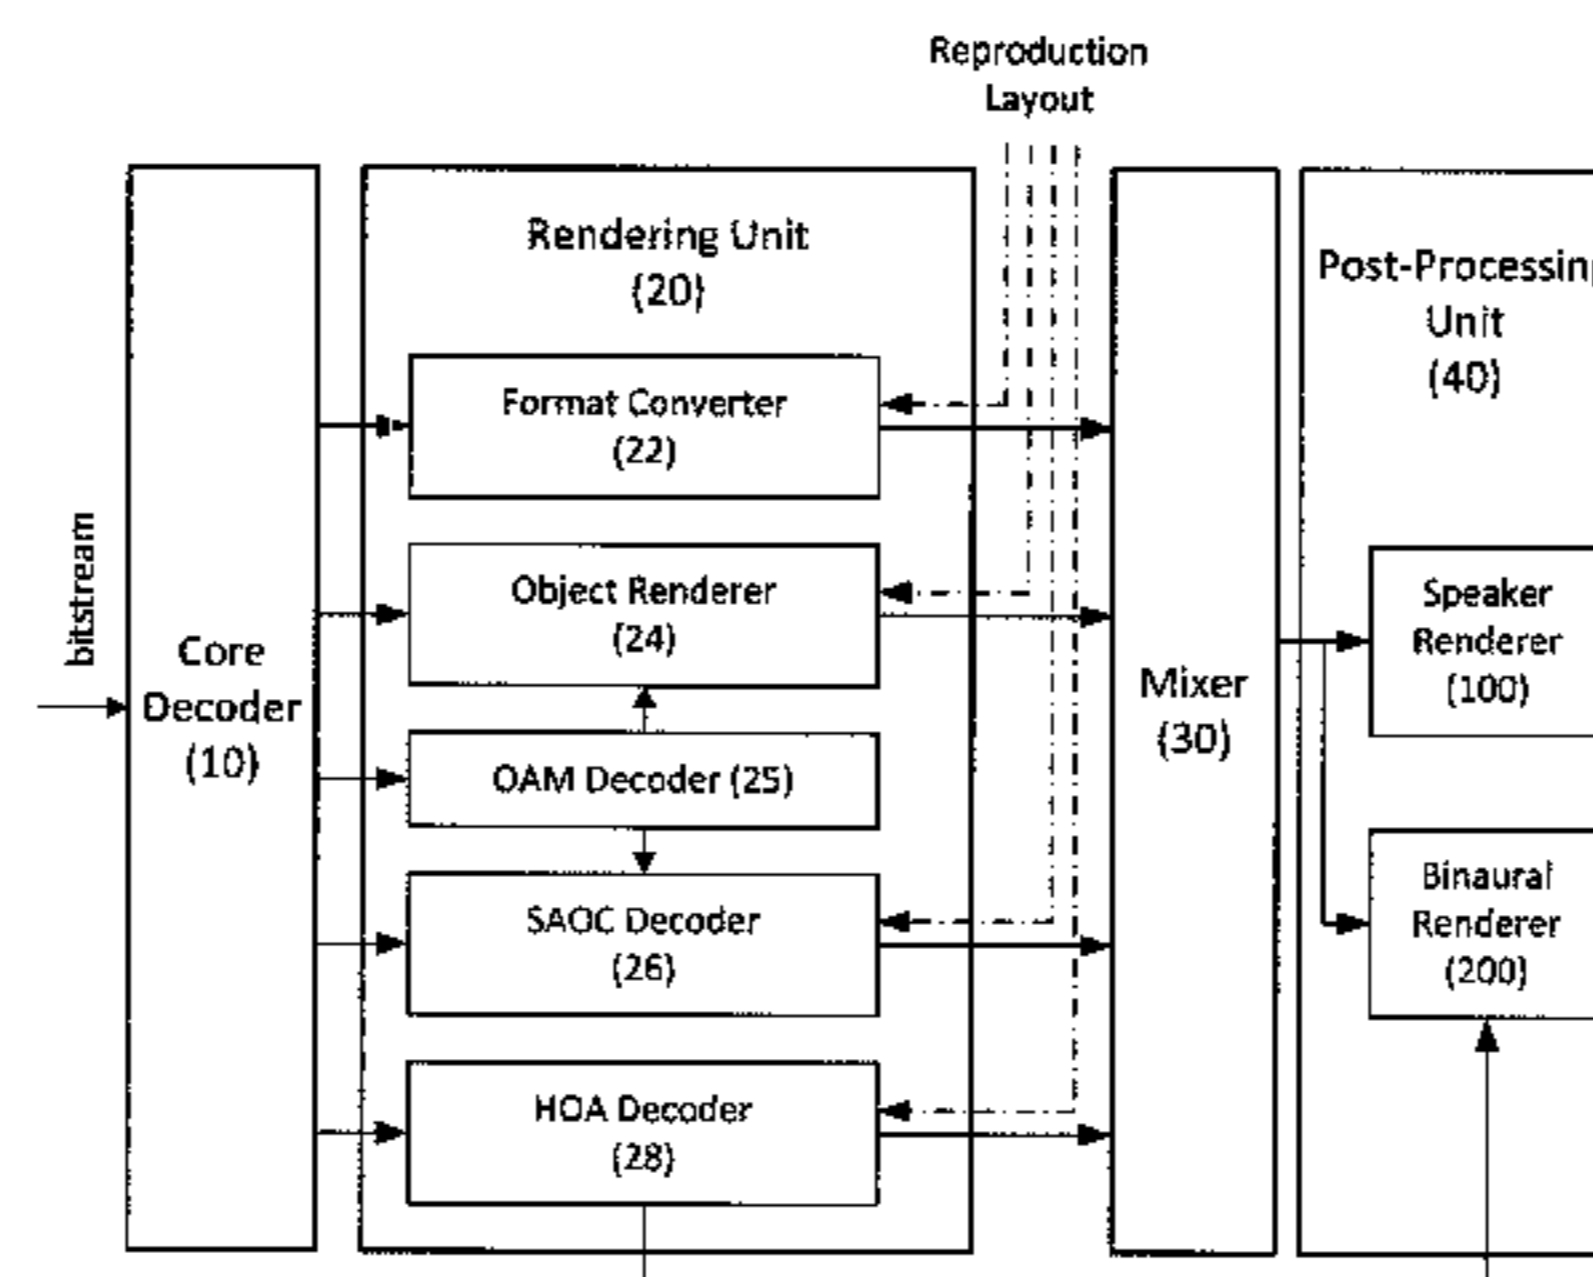 Reproduction
Layout
Rendering Unit
(20)
Post-Processing
Unit
(40)
Format Converter
(22)
bitstream
Object Renderer
(24)
Speaker
Renderer
(100)
Core
Decoder
(10)
Mixer
(30)
OAM Decoder (25)
SAOC Decoder
(26)
Binaural
Renderer
(200)
HOA Decoder
(28)